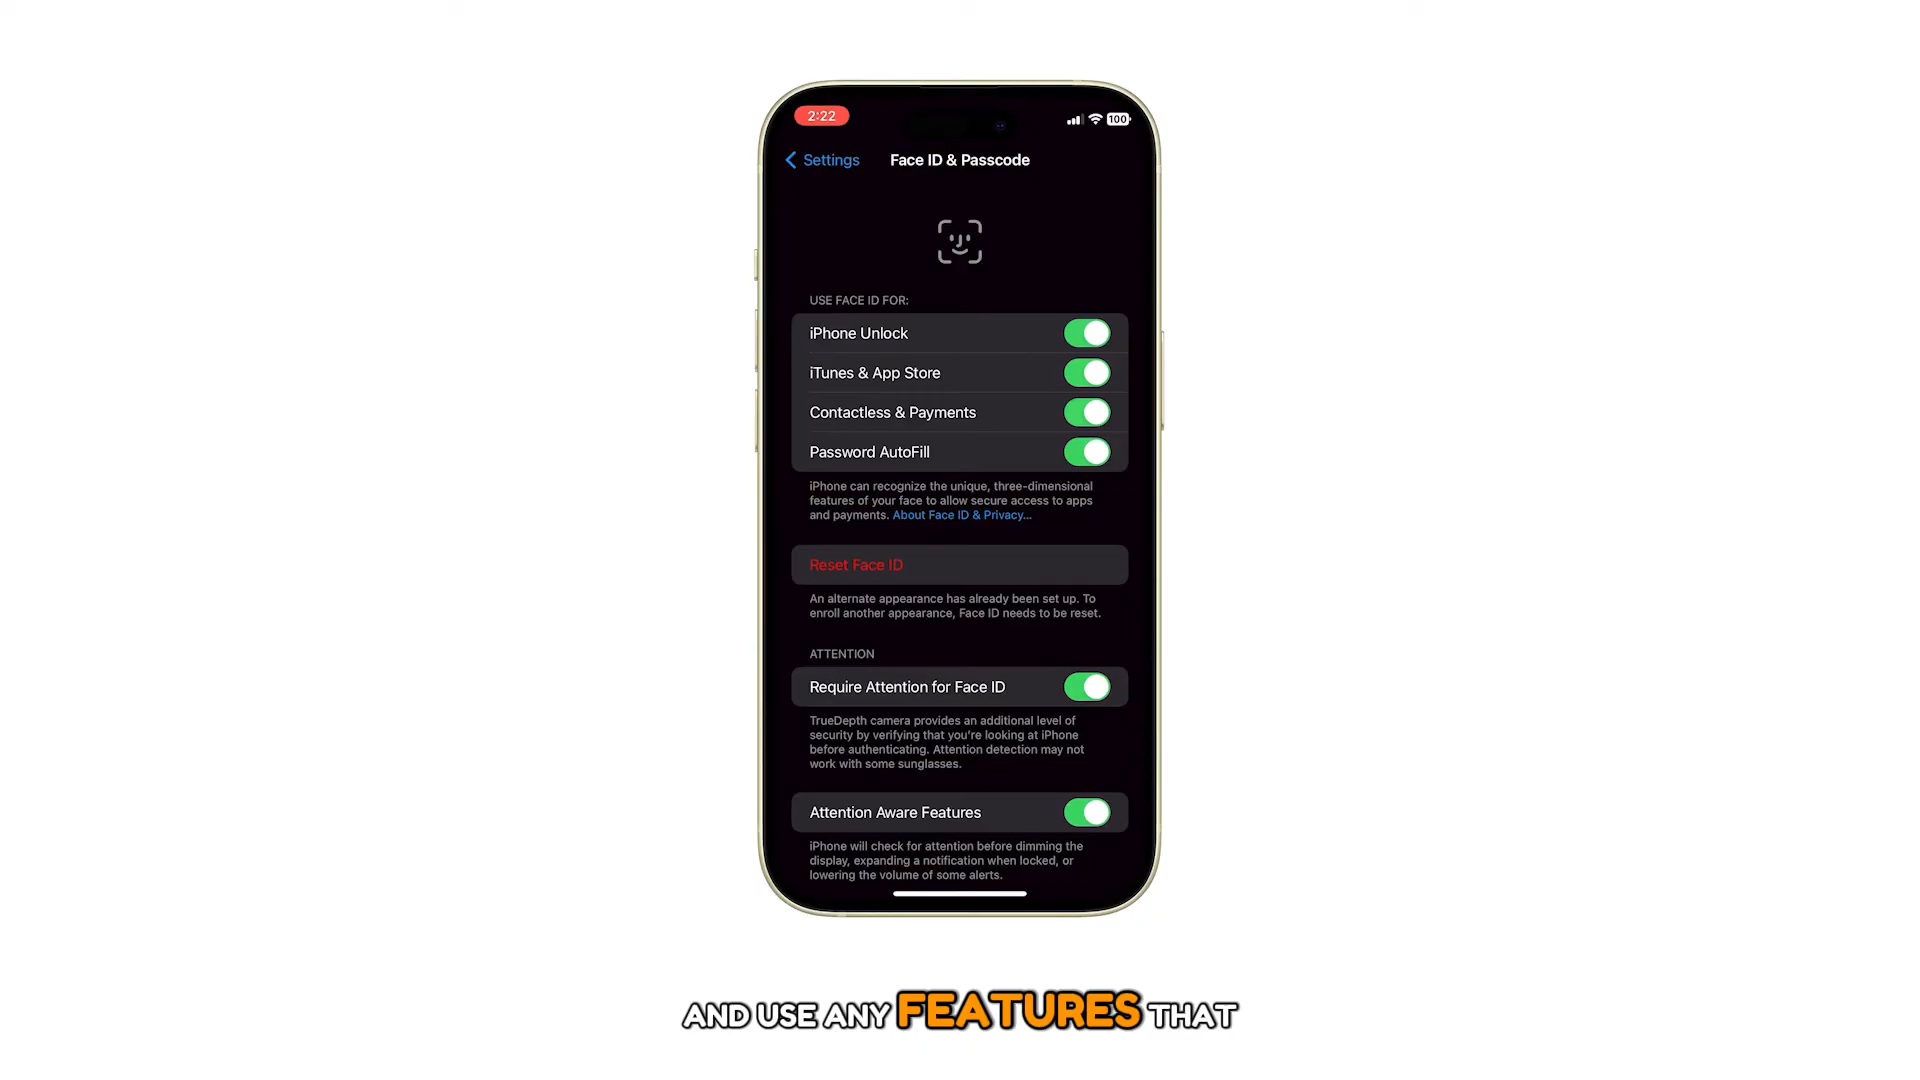 2:22
100
Settings
Face ID & Passcode
USE FACE ID FOR:
iPhone Unlock
iTunes & App Store
Contactless & Payments
Password AutoFill
iPhone can recognize the unique, three-dimensional
features of your face to allow secure access to apps
and payments. About Face ID & Privacy...
Reset Face ID
An alternate appearance has already been set up. To
enroll another appearance, Face ID needs to be reset.
ATTENTION
Require Attention for Face ID
TrueDepth camera provides an additional level of
security by verifying that you're looking at iPhone
before authenticating. Attention detection may not
work with some sunglasses.
Attention Aware Features
iPhone will check for attention before dimming the
display, expanding a notification when locked, or
lowering the volume of some alerts.
AND USE ANY FEATURES THAT